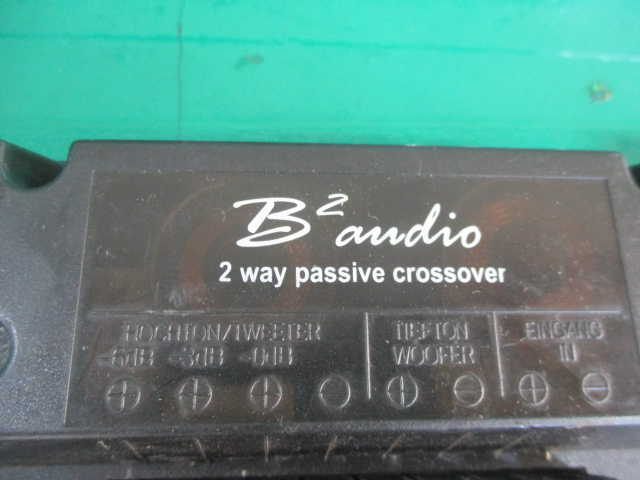 B² audio
2 way passive crossover
HOCHTON/TWEETER
-6dB -3dB -0dB
TIEFTON
WOOFER
EINGANG
IN